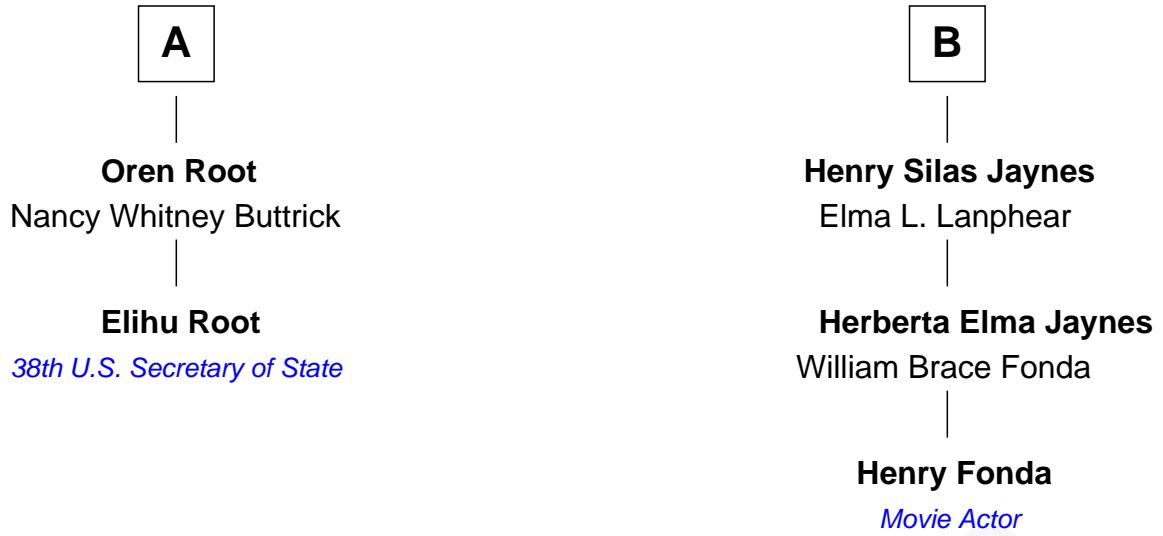 A
Oren Root
Nancy Whitney Buttrick
Elihu Root
38th U.S. Secretary of State
B
Henry Silas Jaynes
Elma L. Lanphear
Herberta Elma Jaynes
William Brace Fonda
Henry Fonda
Movie Actor